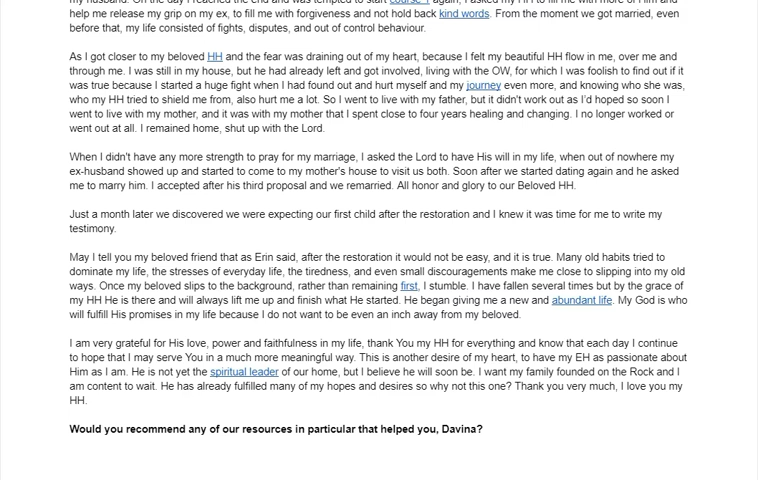 my husband. On the day I reached the end and was tempted to start course 1 again, I asked my HH to fill me with more of Him and
help me release my grip on my ex, to fill me with forgiveness and not hold back kind words. From the moment we got married, even
before that, my life consisted of fights, disputes, and out of control behaviour.
As I got closer to my beloved HH and the fear was draining out of my heart, because I felt my beautiful HH flow in me, over me and
through me. I was still in my house, but he had already left and got involved, living with the OW, for which I was foolish to find out if it
was true because I started a huge fight when I had found out and hurt myself and my journey even more, and knowing who she was,
who my HH tried to shield me from, also hurt me a lot. So I went to live with my father, but it didn't work out as I'd hoped so soon I
went to live with my mother, and it was with my mother that I spent close to four years healing and changing. I no longer worked or
went out at all. I remained home, shut up with the Lord.
When I didn't have any more strength to pray for my marriage, I asked the Lord to have His will in my life, when out of nowhere my
ex-husband showed up and started to come to my mother's house to visit us both. Soon after we started dating again and he asked
me to marry him. I accepted after his third proposal and we remarried. All honor and glory to our Beloved HH.
Just a month later we discovered we were expecting our first child after the restoration and I knew it was time for me to write my
testimony.
May I tell you my beloved friend that as Erin said, after the restoration it would not be easy, and it is true. Many old habits tried to
dominate my life, the stresses of everyday life, the tiredness, and even small discouragements make me close to slipping into my old
ways. Once my beloved slips to the background, rather than remaining first, I stumble. I have fallen several times but by the grace of
my HH He is there and will always lift me up and finish what He started. He began giving me a new and abundant life. My God is who
will fulfill His promises in my life because I do not want to be even an inch away from my beloved.
I am very grateful for His love, power and faithfulness in my life, thank You my HH for everything and know that each day I continue
to hope that I may serve You in a much more meaningful way. This is another desire of my heart, to have my EH as passionate about
Him as I am. He is not yet the spiritual leader of our home, but I believe he will soon be. I want my family founded on the Rock and I
am content to wait. He has already fulfilled many of my hopes and desires so why not this one? Thank you very much, I love you my
HH.
Would you recommend any of our resources in particular that helped you, Davina?